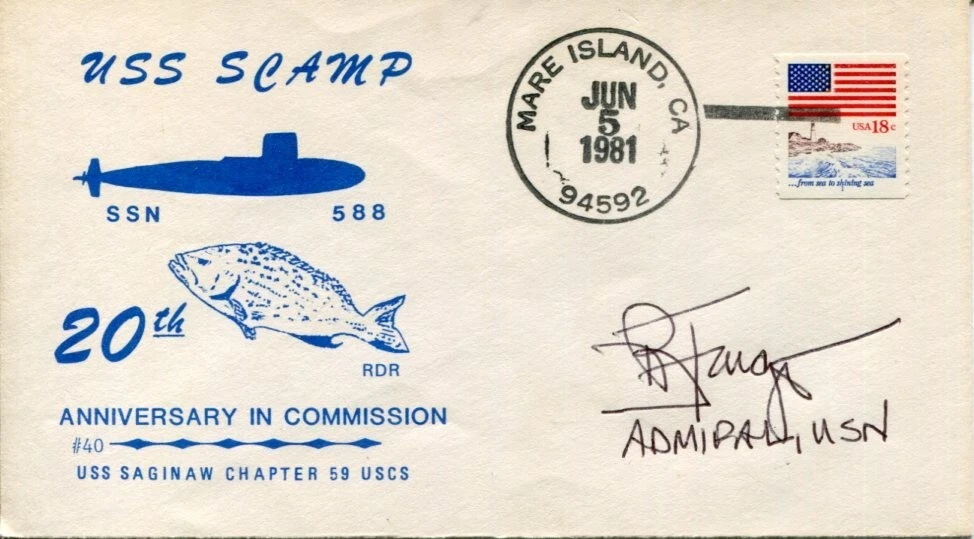 USS SCAMP
SSN 588
20th
RDR
ANNIVERSARY IN COMMISSION
#40
USS SAGINAW CHAPTER 59 USCS
MARE ISLAND, CA
JUN
5
1981
94592
USA 18c
...from sea to shining sea
ADMIRAL, USN